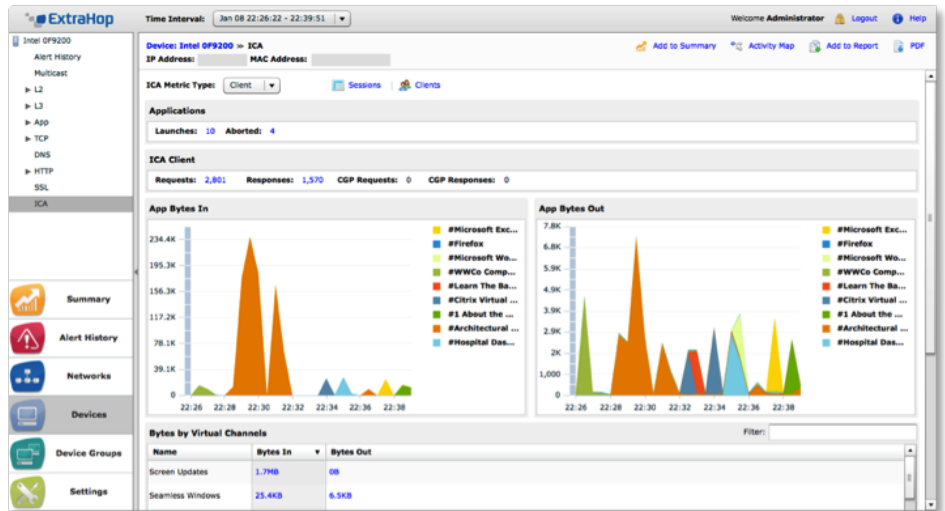 ExtraHop
Time Interval: Jan 08 22:26:22 - 22:39:51
Welcome Administrator
Logout
Help
Intel 0F9200
Alert History
Multicast
L2
L3
App
TCP
DNS
HTTP
SSL
ICA
Summary
Alert History
Networks
Devices
Device Groups
Settings
Device: Intel 0F9200 » ICA
IP Address: MAC Address:
Add to Summary
Activity Map
Add to Report
PDF
ICA Metric Type: Client
Sessions
Clients
Applications
Launches: 10 Aborted: 4
ICA Client
Requests: 2,801 Responses: 1,570 CGP Requests: 0 CGP Responses: 0
App Bytes In
234.4K
195.3K
156.3K
117.2K
78.1K
39.1K
0
22:26 22:28 22:30 22:32 22:34 22:36 22:38
#Microsoft Exc...
#Firefox
#Microsoft Wo...
#WWCo Comp...
#Learn The Ba...
#Citrix Virtual ...
#1 About the ...
#Architectural ...
#Hospital Das...
App Bytes Out
7.8K
6.8K
5.9K
4.9K
3.9K
2.9K
2K
1,000
0
22:26 22:28 22:30 22:32 22:34 22:36 22:38
#Microsoft Exc...
#Firefox
#Microsoft Wo...
#WWCo Comp...
#Learn The Ba...
#Citrix Virtual ...
#1 About the ...
#Architectural ...
#Hospital Das...
Bytes by Virtual Channels
Filter:
Name Bytes In Bytes Out
Screen Updates 1.7MB 0B
Seamless Windows 25.4KB 6.5KB